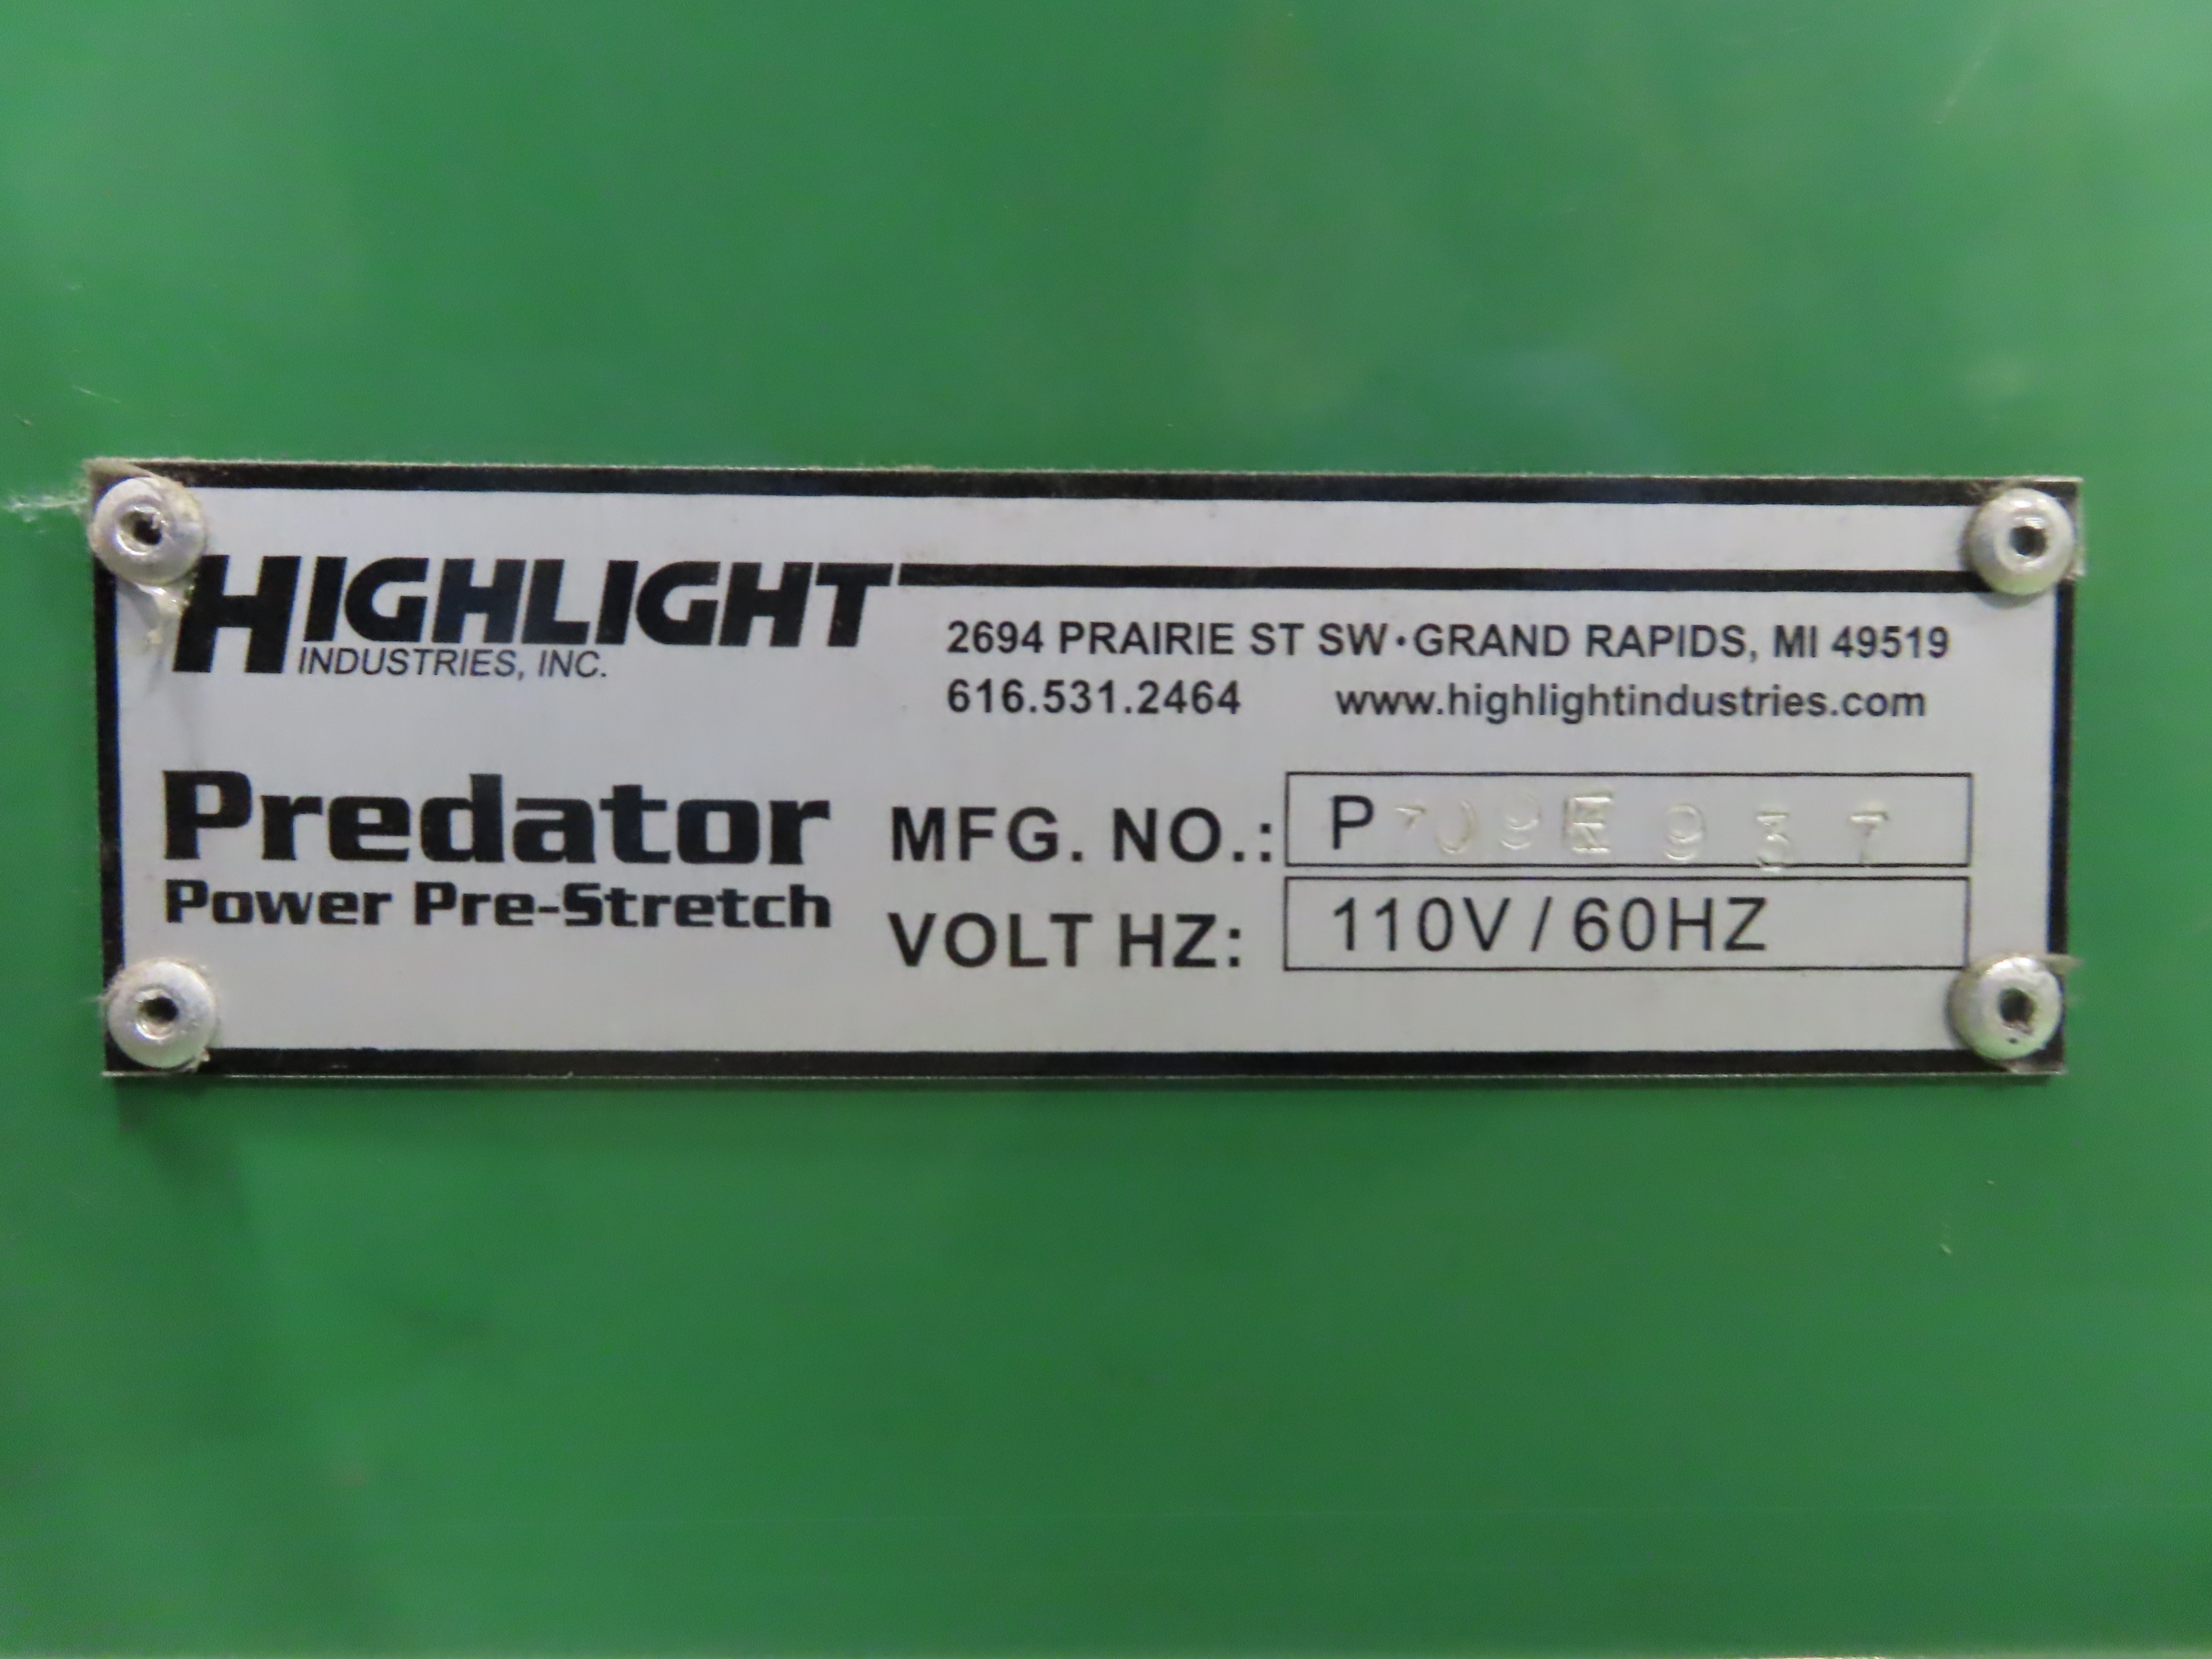 HIGHLIGHT
INDUSTRIES, INC.
2694 PRAIRIE ST SW·GRAND RAPIDS, MI 49519
616.531.2464 www.highlightindustries.com
Predator
Power Pre-Stretch
MFG. NO.: P
VOLT HZ: 110V / 60HZ